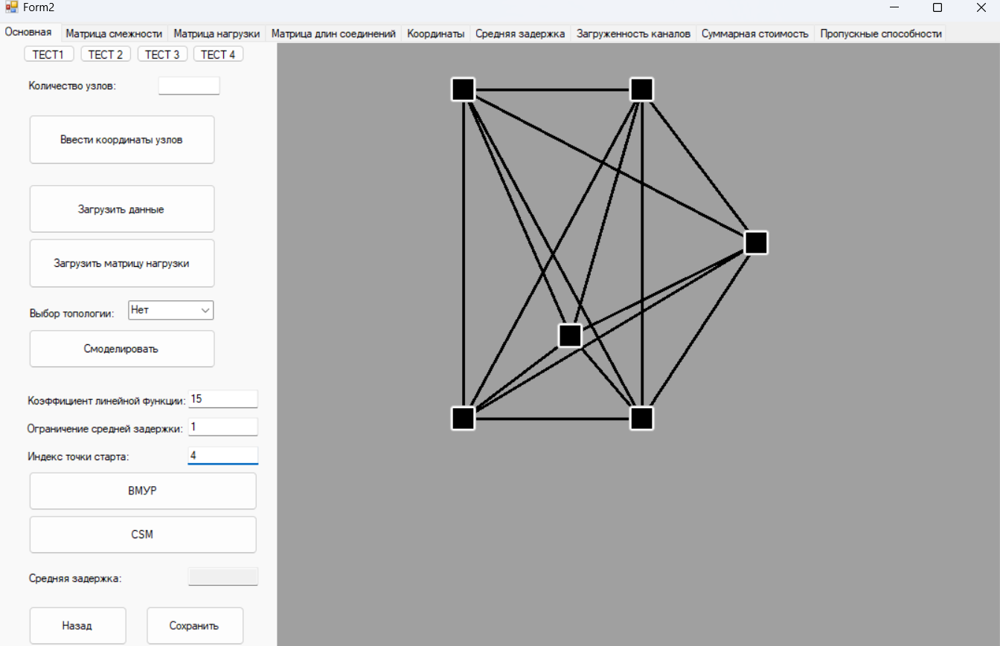 Form2
Основная Матрица смежности Матрица нагрузки Матрица длин соединений Координаты Средняя задержка Загруженность каналов Суммарная стоимость Пропускные способности
ТЕСТ1 ТЕСТ 2 ТЕСТ 3 ТЕСТ 4
Количество узлов:
Ввести координаты узлов
Загрузить данные
Загрузить матрицу нагрузки
Выбор топологии: Нет
Смоделировать
Коэффициент линейной функции: 15
Ограничение средней задержки: 1
Индекс точки старта: 4
ВМУР
CSM
Средняя задержка:
Назад Сохранить